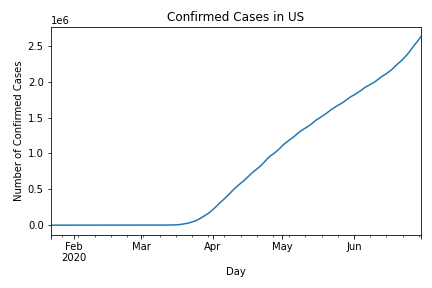 Confirmed Cases in US
1e6
2.5
2.0
1.5
1.0
0.5
0.0
Number of Confirmed Cases
Feb Mar Apr May Jun
2020
Day